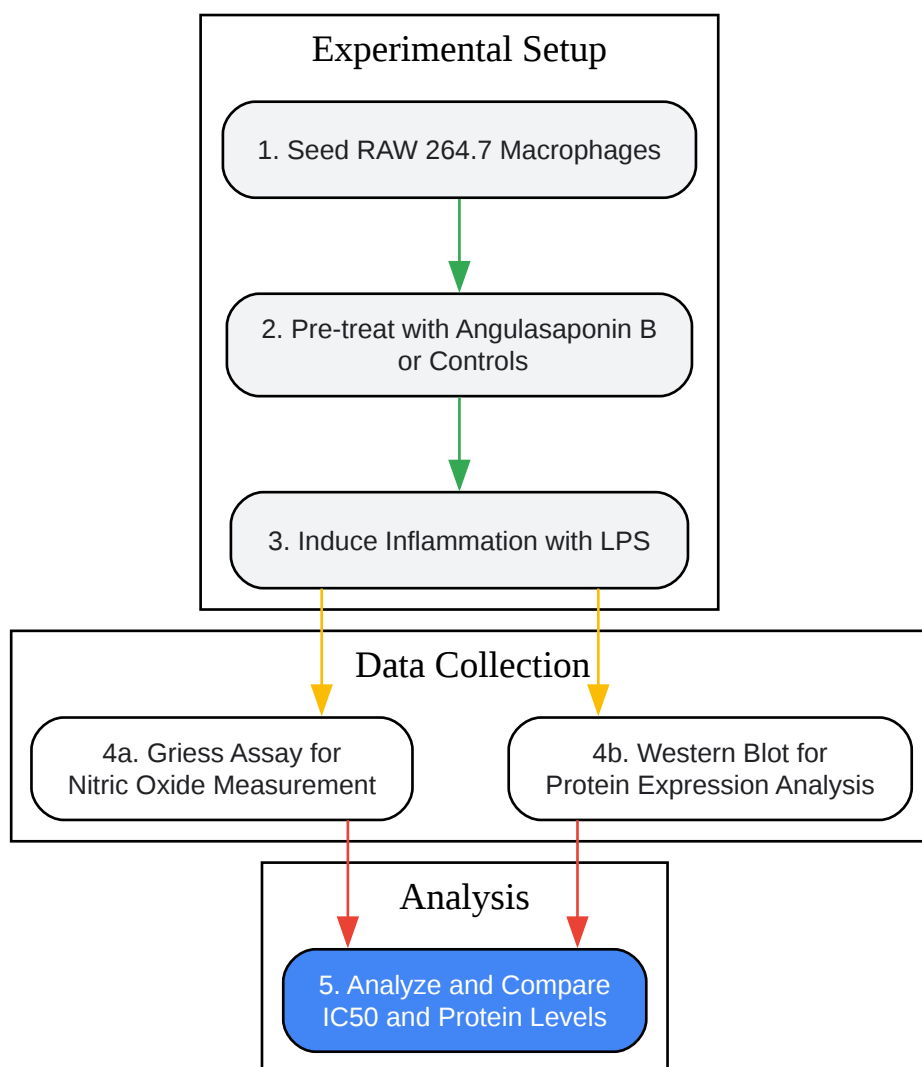 Experimental Setup
1. Seed RAW 264.7 Macrophages
2. Pre-treat with Angulasaponin B
or Controls
3. Induce Inflammation with LPS
Data Collection
4a. Griess Assay for
Nitric Oxide Measurement
4b. Western Blot for
Protein Expression Analysis
Analysis
5. Analyze and Compare
IC50 and Protein Levels